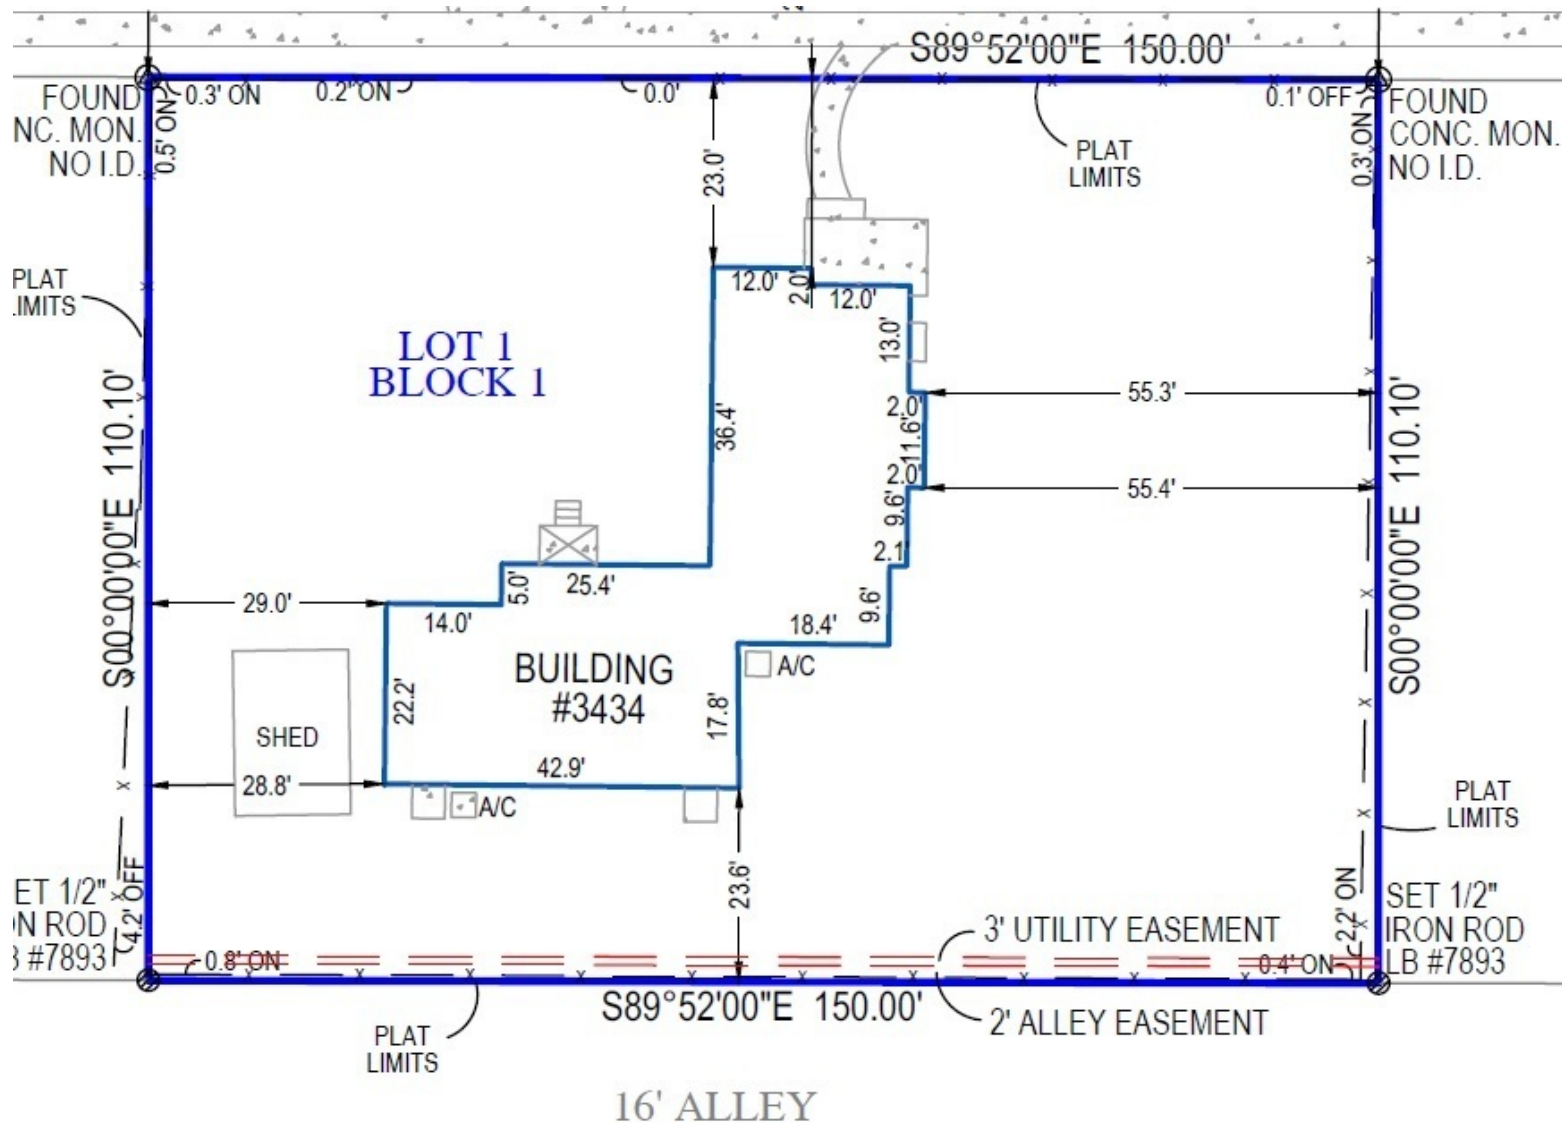 S89°52'00"E 150.00'
0.3' ON
0.2' ON
0.0'
0.1' OFF
FOUND
NC. MON.
NO I.D.
0.5' ON
23.0'
PLAT
LIMITS
0.3' ON
FOUND
CONC. MON.
NO I.D.
12.0'
2.0'
12.0'
PLAT
LIMITS
13.0'
LOT 1
BLOCK 1
S00°00'00"E 110.10'
36.4'
2.0'
55.3'
11.6'
2.0'
55.4'
S00°00'00"E 110.10'
9.6'
2.1'
5.0'
25.4'
29.0'
14.0'
9.6'
18.4'
BUILDING
#3434
A/C
22.2'
17.8'
SHED
28.8'
42.9'
A/C
PLAT
LIMITS
23.6'
4.2' OFF
ET 1/2"
ON ROD
B #7893
0.8' ON
3' UTILITY EASEMENT
2.2' ON
0.4' ON
SET 1/2"
IRON ROD
LB #7893
S89°52'00"E 150.00'
2' ALLEY EASEMENT
PLAT
LIMITS
16' ALLEY